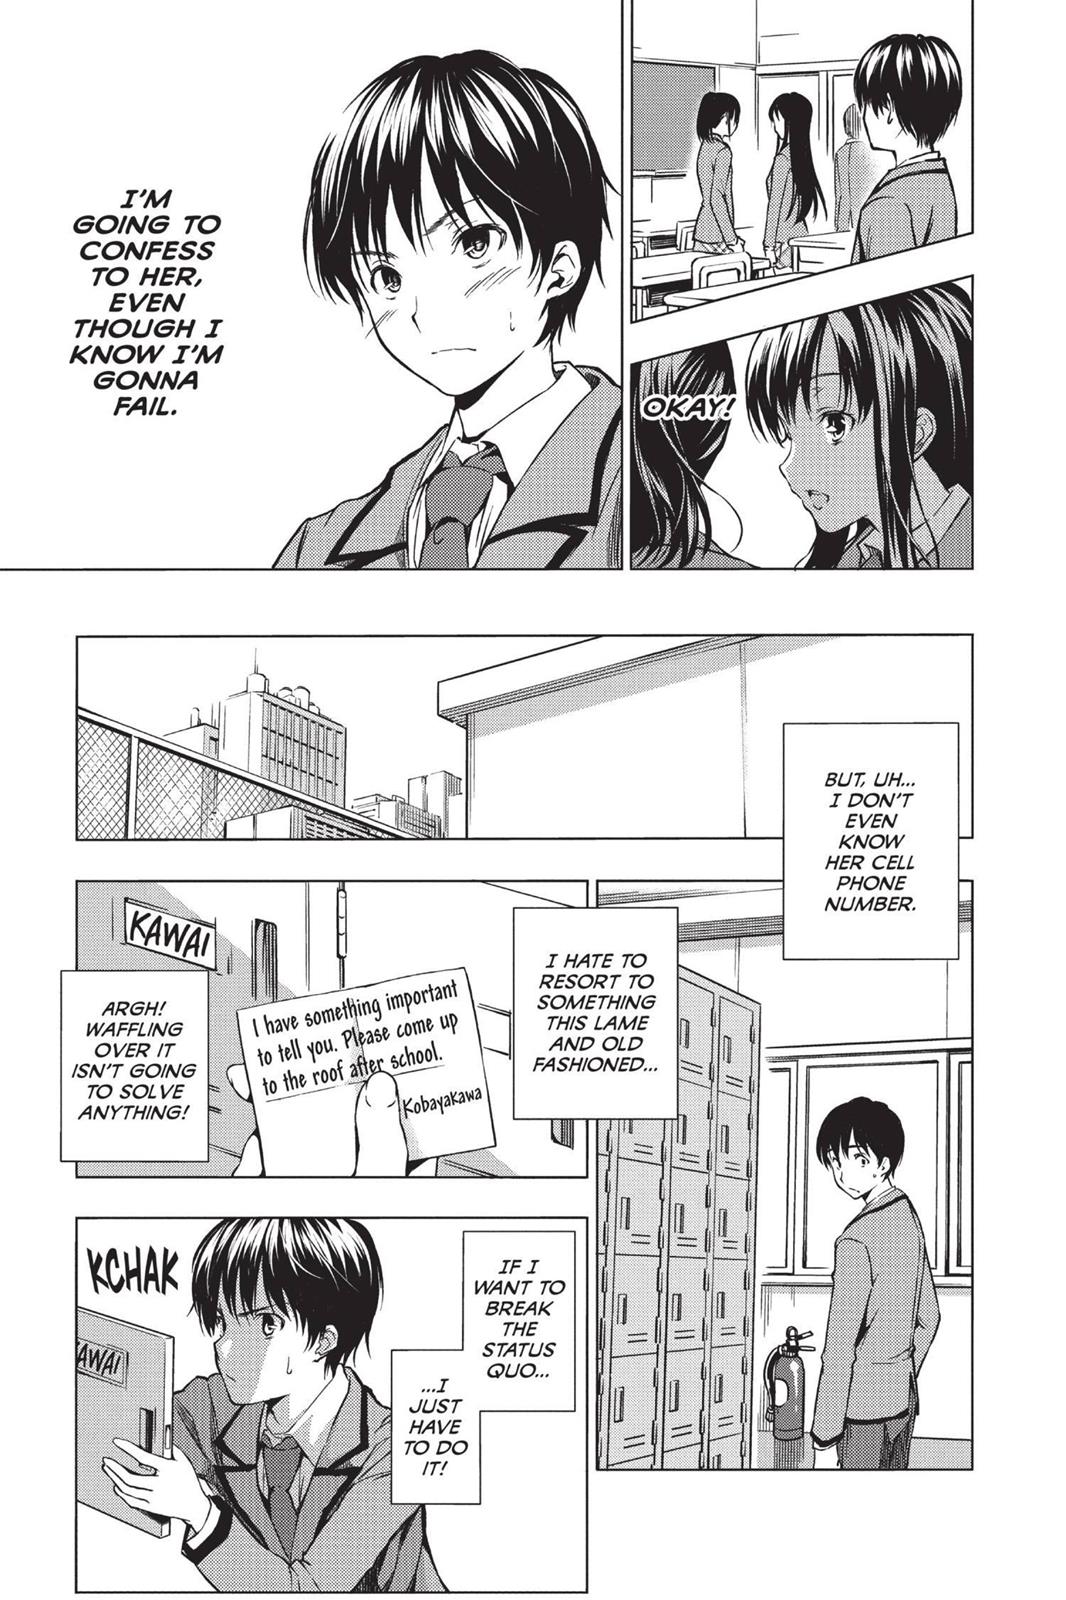 OKAY!
I'M
GOING TO
CONFESS
TO HER,
EVEN
THOUGH I
KNOW I'M
GONNA
FAIL.
BUT, UH...
I DON'T
EVEN
KNOW
HER CELL
PHONE
NUMBER.
I HATE TO
RESORT TO
SOMETHING
THIS LAME
AND OLD
FASHIONED...
KAWAI
I have something important
to tell you. Please come up
to the roof after school.
Kobayakawa
ARGH!
WAFFLING
OVER IT
ISN'T GOING
TO SOLVE
ANYTHING!
IF I
WANT TO
BREAK
THE
STATUS
QUO...
...I
JUST
HAVE
TO DO
IT!
KCHAK
KAWAI